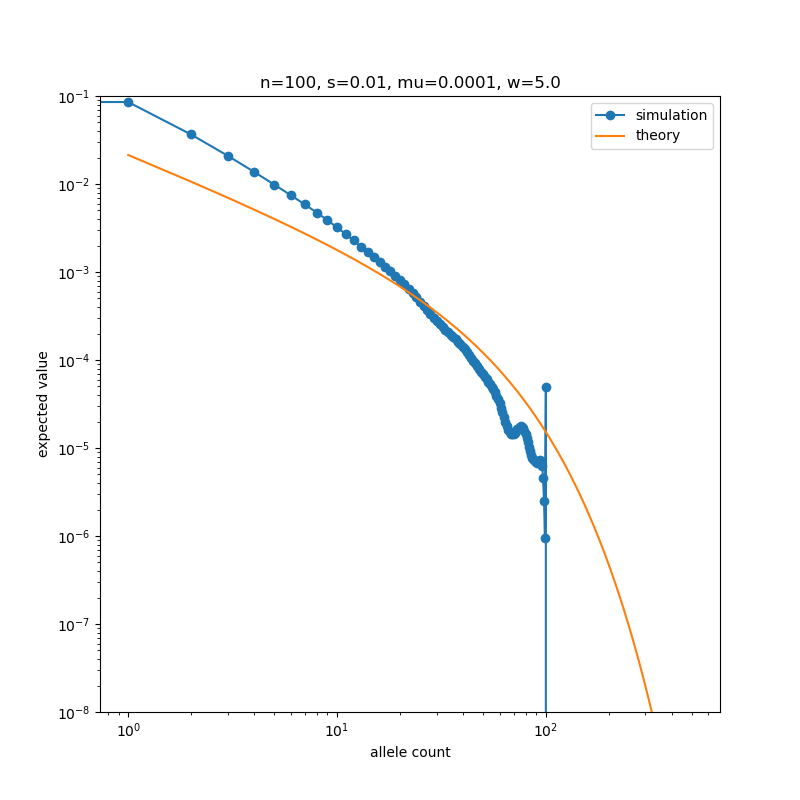 n=100, s=0.01, mu=0.0001, w=5.0
simulation
theory
10⁻¹
10⁻²
10⁻³
10⁻⁴
10⁻⁵
10⁻⁶
10⁻⁷
10⁻⁸
expected value
10⁰
10¹
10²
allele count